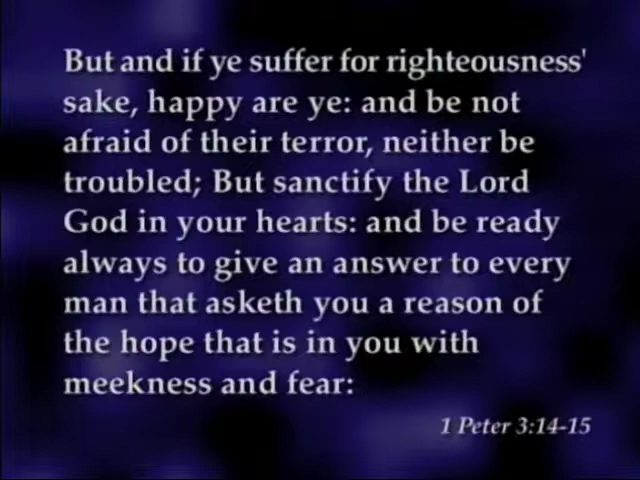 But and if ye suffer for righteousness'
sake, happy are ye: and be not
afraid of their terror, neither be
troubled; But sanctify the Lord
God in your hearts: and be ready
always to give an answer to every
man that asketh you a reason of
the hope that is in you with
meekness and fear:
1 Peter 3:14-15